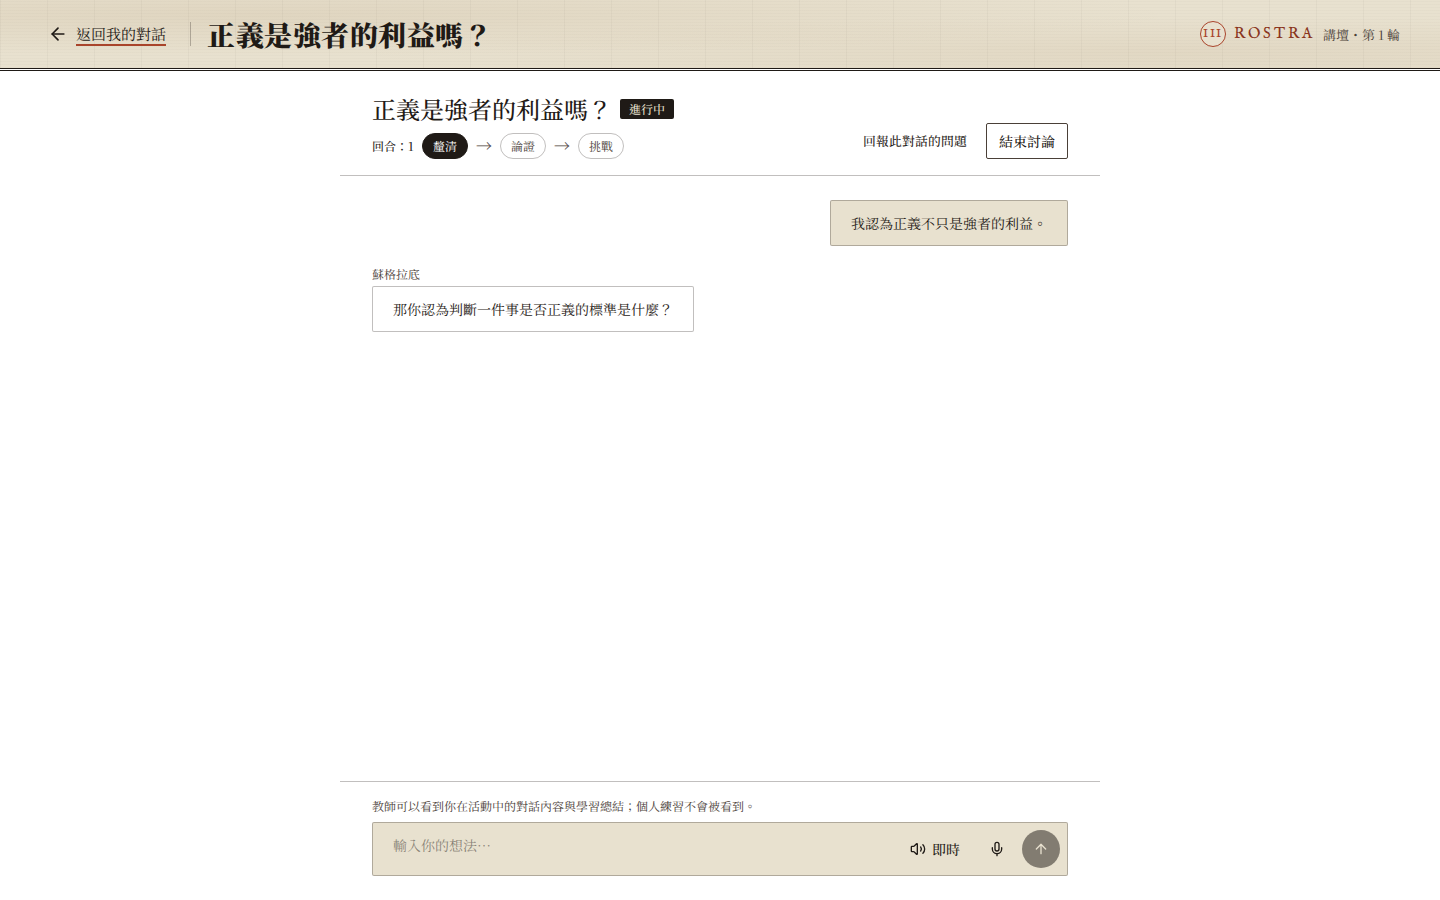 返回我的對話
正義是強者的利益嗎？
III ROSTRA 講壇・第 1 輪
正義是強者的利益嗎？ 進行中
回合：1 釐清 → 論證 → 挑戰
回報此對話的問題 結束討論
我認為正義不只是強者的利益。
蘇格拉底
那你認為判斷一件事是否正義的標準是什麼？
教師可以看到你在活動中的對話內容與學習總結；個人練習不會被看到。
輸入你的想法⋯
即時